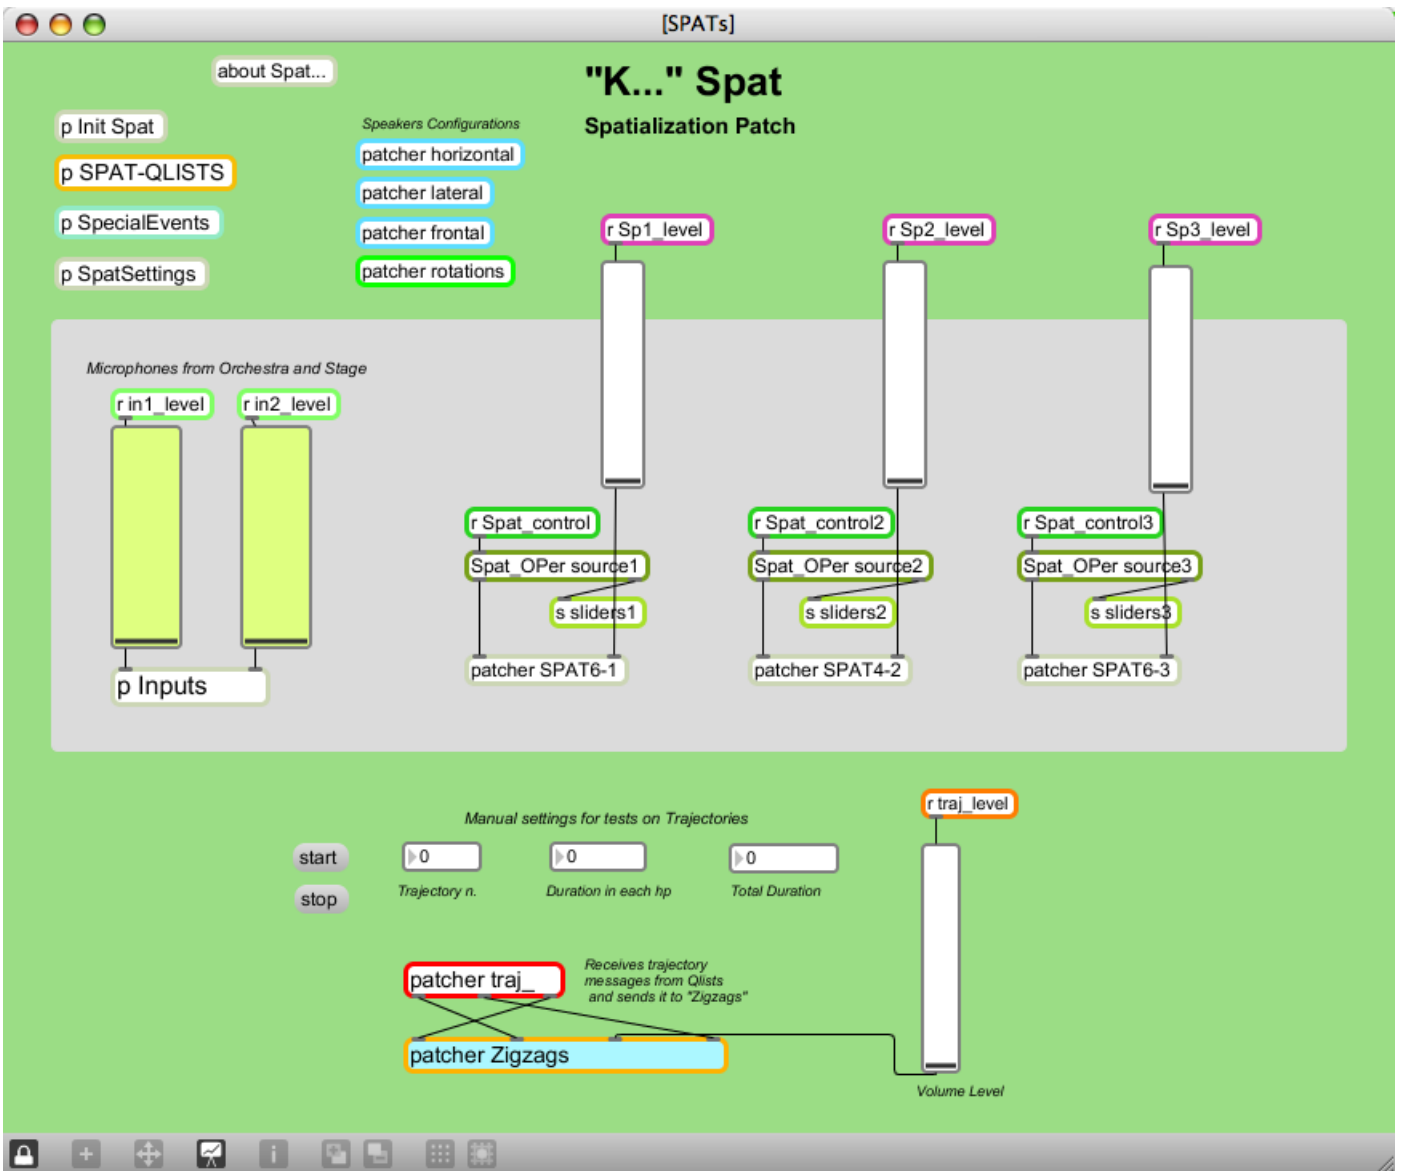 [SPATs]
about Spat...
"K..." Spat
Spatialization Patch
p Init Spat
p SPAT-QLISTS
p SpecialEvents
p SpatSettings
Speakers Configurations
patcher horizontal
patcher lateral
patcher frontal
patcher rotations
r Sp1_level
r Sp2_level
r Sp3_level
Microphones from Orchestra and Stage
r in1_level
r in2_level
p Inputs
r Spat_control
Spat_OPer source1
s sliders1
patcher SPAT6-1
r Spat_control2
Spat_OPer source2
s sliders2
patcher SPAT4-2
r Spat_control3
Spat_OPer source3
s sliders3
patcher SPAT6-3
Manual settings for tests on Trajectories
start
stop
0
Trajectory n.
0
Duration in each hp
0
Total Duration
r traj_level
patcher traj_
Receives trajectory
messages from Qlists
and sends it to "Zigzags"
patcher Zigzags
Volume Level